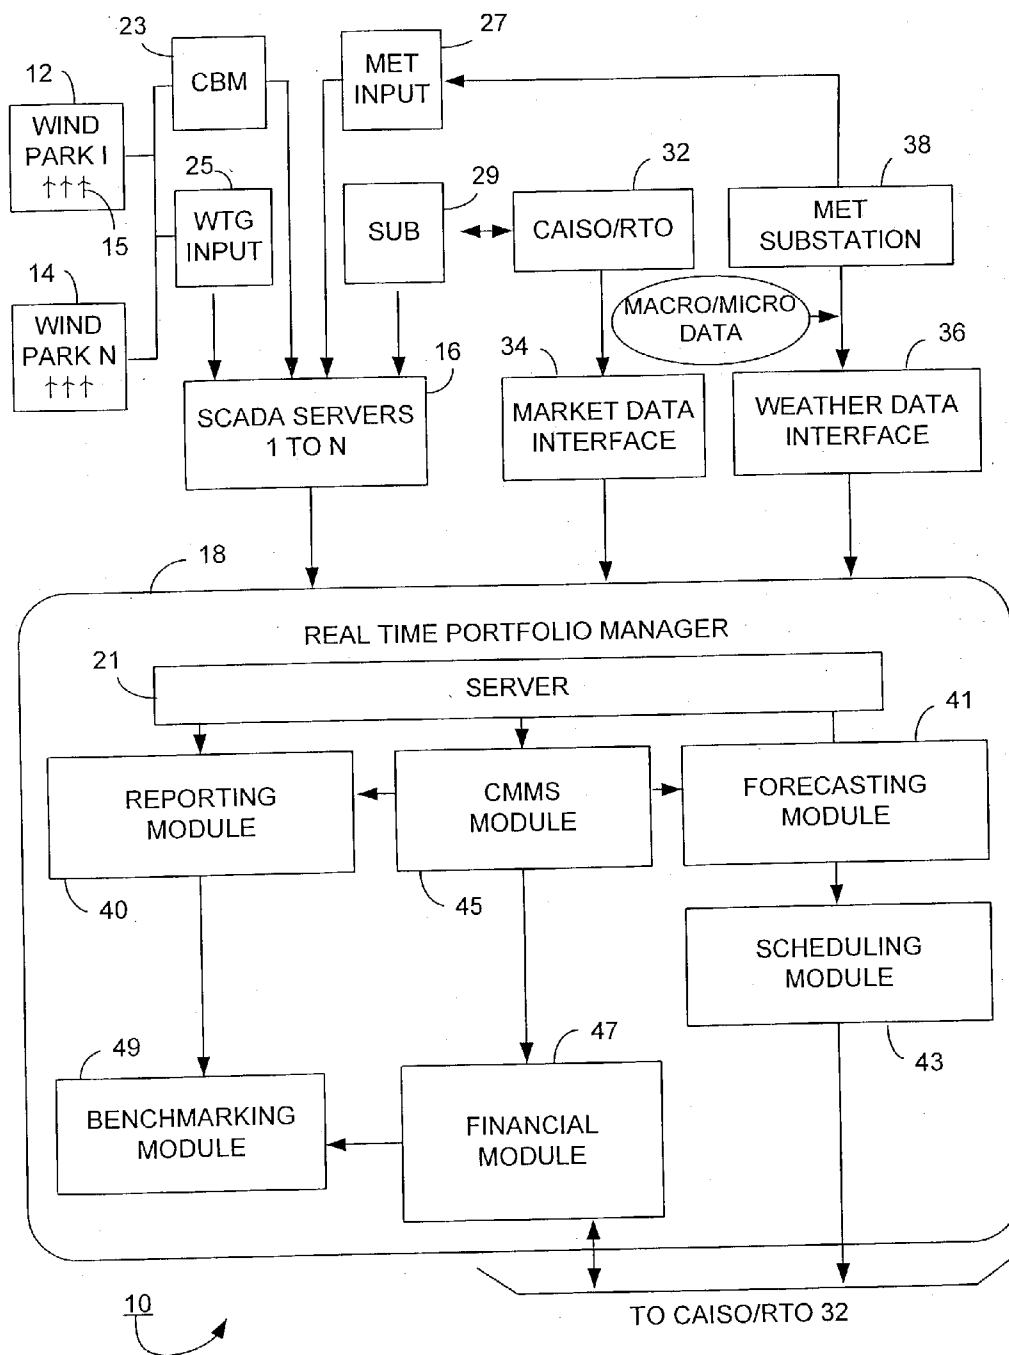 23
27
12
CBM
MET
INPUT
WIND
PARK I
15
25
WTG
INPUT
29
SUB
32
CAISO/RTO
38
MET
SUBSTATION
14
WIND
PARK N
MACRO/MICRO
DATA
16
34
36
SCADA SERVERS
1 TO N
MARKET DATA
INTERFACE
WEATHER DATA
INTERFACE
18
REAL TIME PORTFOLIO MANAGER
21
SERVER
41
REPORTING
MODULE
CMMS
MODULE
FORECASTING
MODULE
40
45
SCHEDULING
MODULE
43
49
47
BENCHMARKING
MODULE
FINANCIAL
MODULE
10
TO CAISO/RTO 32